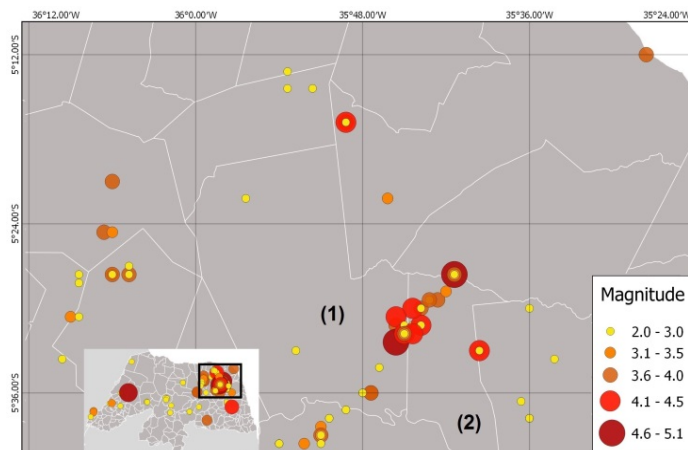 36°12.00'W 36°0.00'W 35°48.00'W 35°36.00'W 35°24.00'W
5°12.00'S
5°24.00'S
5°36.00'S
(1)
(2)
Magnitude
2.0 - 3.0
3.1 - 3.5
3.6 - 4.0
4.1 - 4.5
4.6 - 5.1